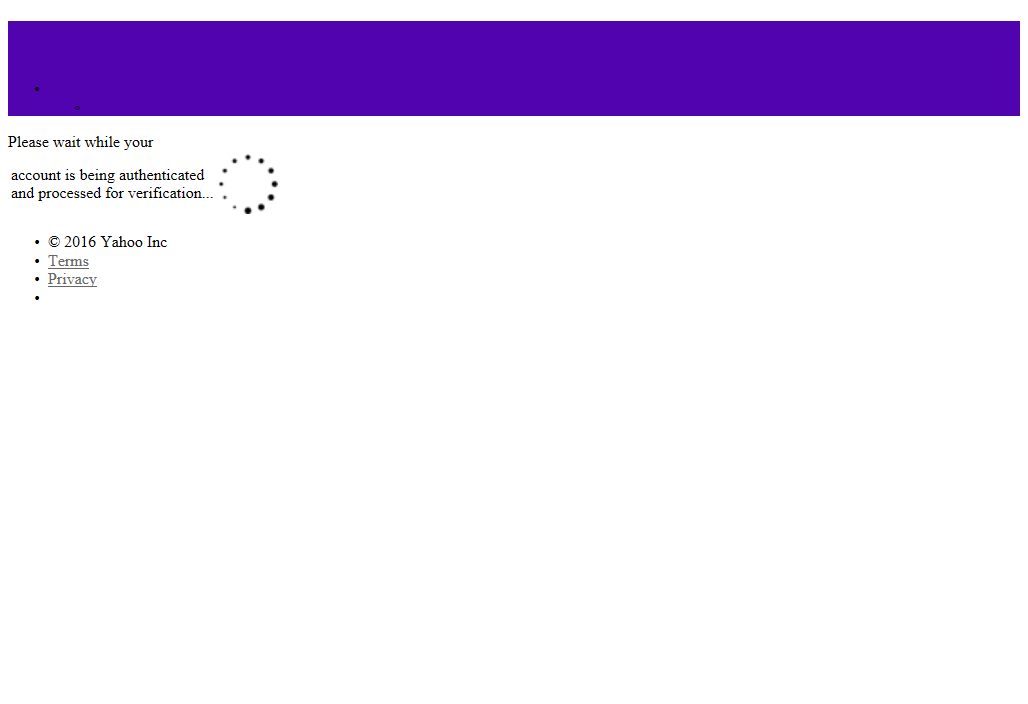 Please wait while your
account is being authenticated
and processed for verification...
© 2016 Yahoo Inc
Terms
Privacy